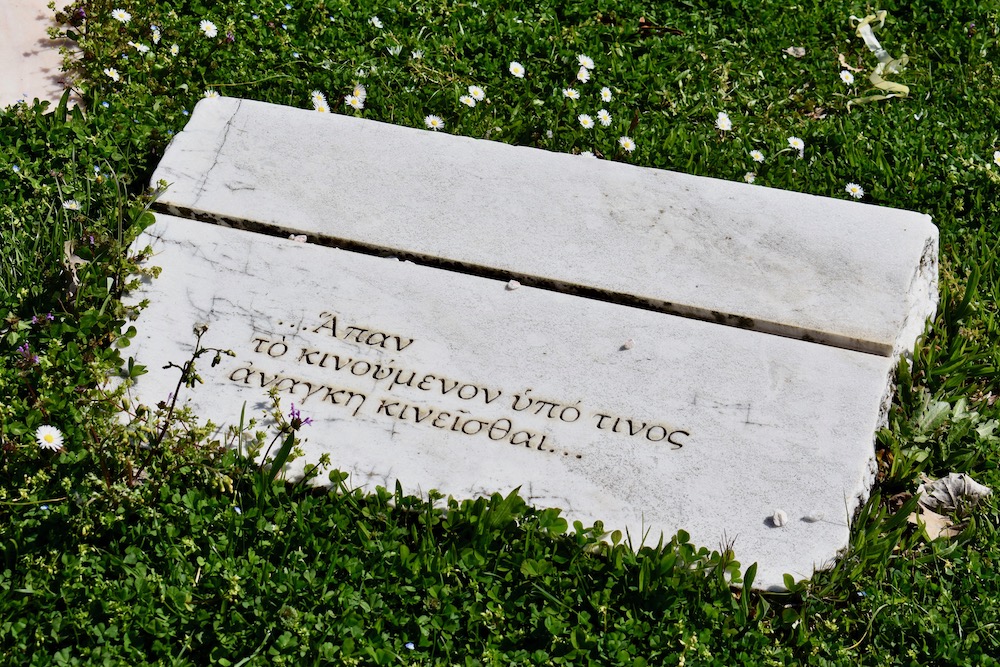 ...Ἅπαν
τὸ κινούμενον ὑπό τινος
ἀνάγκη κινεῖσθαι...